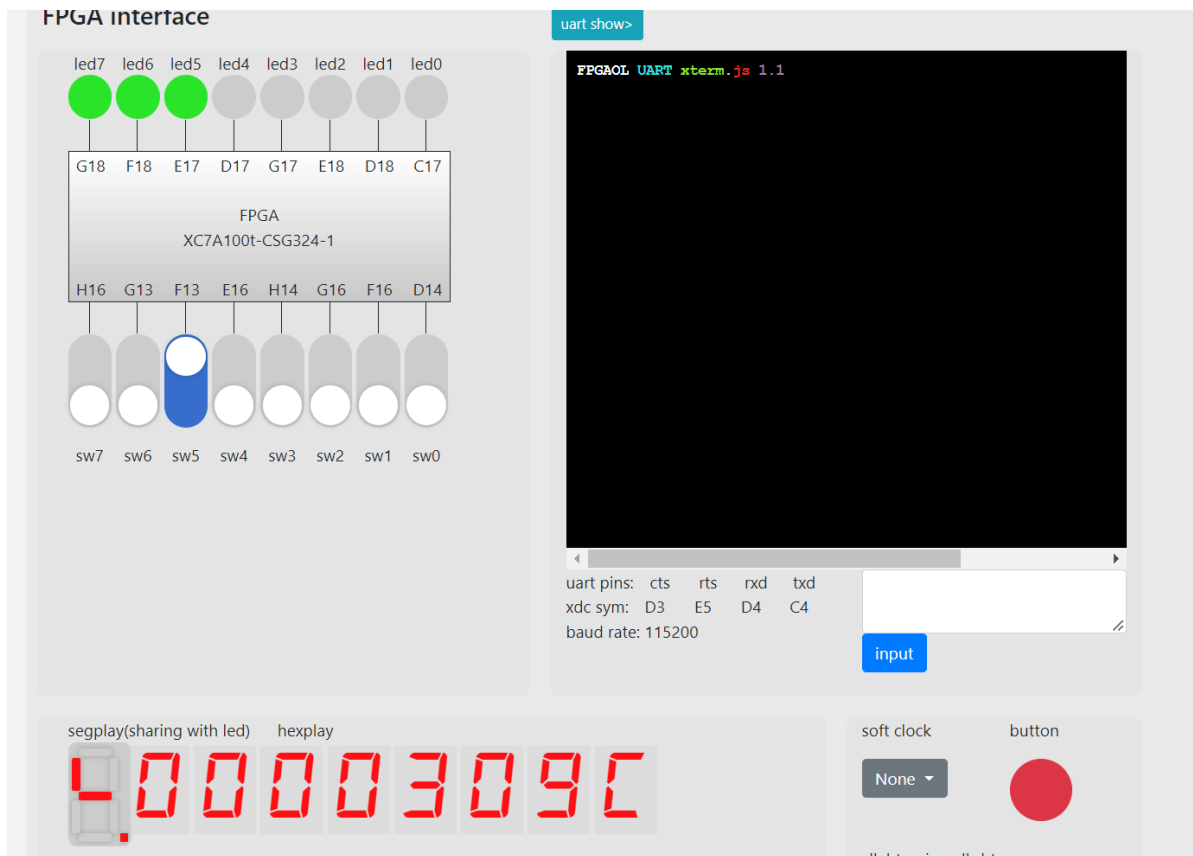 FPGA interface
uart show>
led7 led6 led5 led4 led3 led2 led1 led0
G18 F18 E17 D17 G17 E18 D18 C17
FPGA
XC7A100t-CSG324-1
H16 G13 F13 E16 H14 G16 F16 D14
sw7 sw6 sw5 sw4 sw3 sw2 sw1 sw0
FPGAOL UART xterm.js 1.1
uart pins: cts rts rxd txd
xdc sym: D3 E5 D4 C4
baud rate: 115200
input
segplay(sharing with led) hexplay
0000309C
soft clock button
None